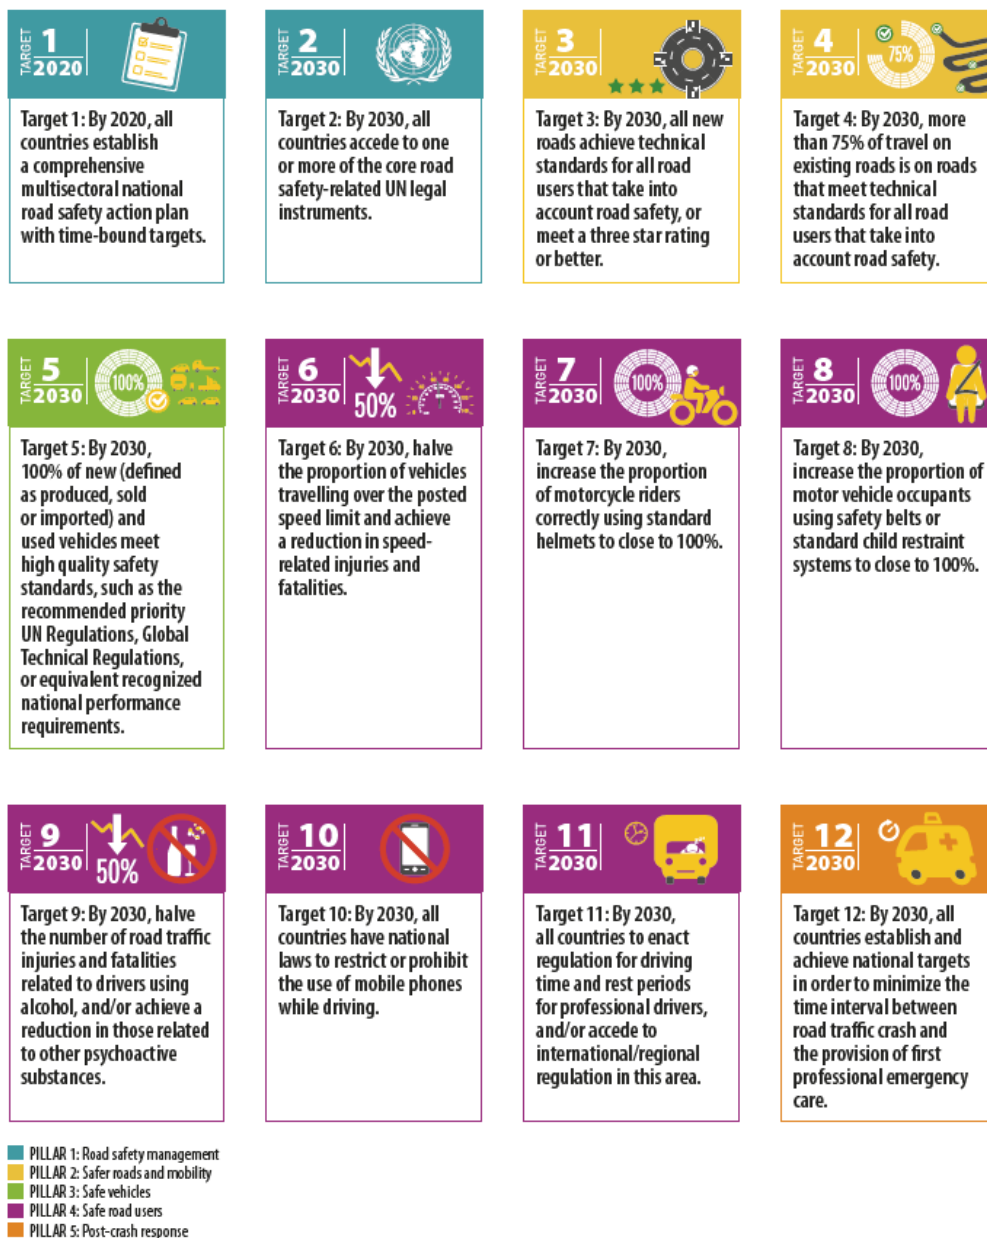 TARGET 1 2020
Target 1: By 2020, all
countries establish
a comprehensive
multisectoral national
road safety action plan
with time-bound targets.
TARGET 2 2030
Target 2: By 2030, all
countries accede to one
or more of the core road
safety-related UN legal
instruments.
TARGET 3 2030
Target 3: By 2030, all new
roads achieve technical
standards for all road
users that take into
account road safety, or
meet a three star rating
or better.
TARGET 4 2030
75%
Target 4: By 2030, more
than 75% of travel on
existing roads is on roads
that meet technical
standards for all road
users that take into
account road safety.
TARGET 5 2030
100%
Target 5: By 2030,
100% of new (defined
as produced, sold
or imported) and
used vehicles meet
high quality safety
standards, such as the
recommended priority
UN Regulations, Global
Technical Regulations,
or equivalent recognized
national performance
requirements.
TARGET 6 2030
50%
Target 6: By 2030, halve
the proportion of vehicles
travelling over the posted
speed limit and achieve
a reduction in speed-
related injuries and
fatalities.
TARGET 7 2030
100%
Target 7: By 2030,
increase the proportion
of motorcycle riders
correctly using standard
helmets to close to 100%.
TARGET 8 2030
100%
Target 8: By 2030,
increase the proportion of
motor vehicle occupants
using safety belts or
standard child restraint
systems to close to 100%.
TARGET 9 2030
50%
Target 9: By 2030, halve
the number of road traffic
injuries and fatalities
related to drivers using
alcohol, and/or achieve a
reduction in those related
to other psychoactive
substances.
TARGET 10 2030
Target 10: By 2030, all
countries have national
laws to restrict or prohibit
the use of mobile phones
while driving.
TARGET 11 2030
Target 11: By 2030,
all countries to enact
regulation for driving
time and rest periods
for professional drivers,
and/or accede to
international/regional
regulation in this area.
TARGET 12 2030
Target 12: By 2030, all
countries establish and
achieve national targets
in order to minimize the
time interval between
road traffic crash and
the provision of first
professional emergency
care.
PILLAR 1: Road safety management
PILLAR 2: Safer roads and mobility
PILLAR 3: Safe vehicles
PILLAR 4: Safe road users
PILLAR 5: Post-crash response